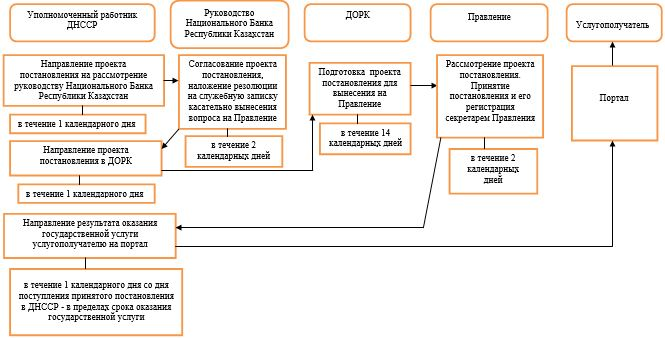 Уполномоченный работник
ДНССР
Руководство
Национального Банка
Республики Казахстан
ДОРК
Правление
Услугополучатель
Направление проекта
постановления на рассмотрение
руководству Национального Банка
Республики Казахстан
в течение 1 календарного дня
Согласование проекта
постановления,
наложение резолюции
на служебную записку
касательно вынесения
вопроса на Правление
в течение 2
календарных дней
Подготовка проекта
постановления для
вынесения на
Правление
в течение 14
календарных дней
Рассмотрение проекта
постановления.
Принятие
постановления и его
регистрация
секретарем Правления
в течение 2
календарных
дней
Портал
Направление проекта
постановления в ДОРК
в течение 1 календарного дня
Направление результата оказания
государственной услуги
услугополучателю на портал
в течение 1 календарного дня со дня
поступления принятого постановления
в ДНССР - в пределах срока оказания
государственной услуги